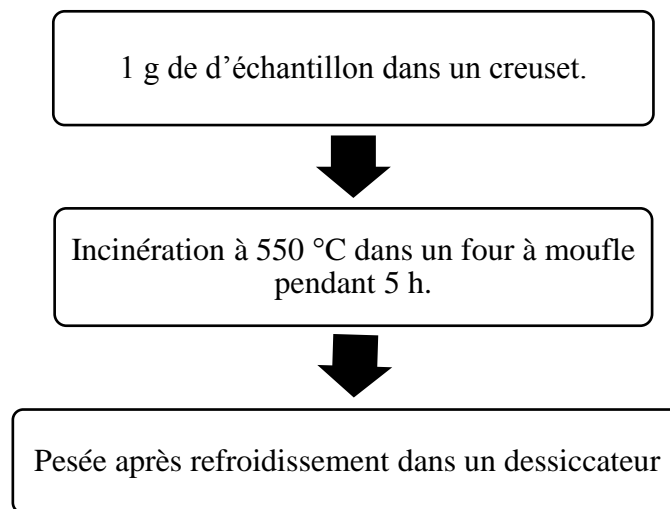 1 g de d’échantillon dans un creuset.
Incinération à 550 °C dans un four à moufle
pendant 5 h.
Pesée après refroidissement dans un dessiccateur